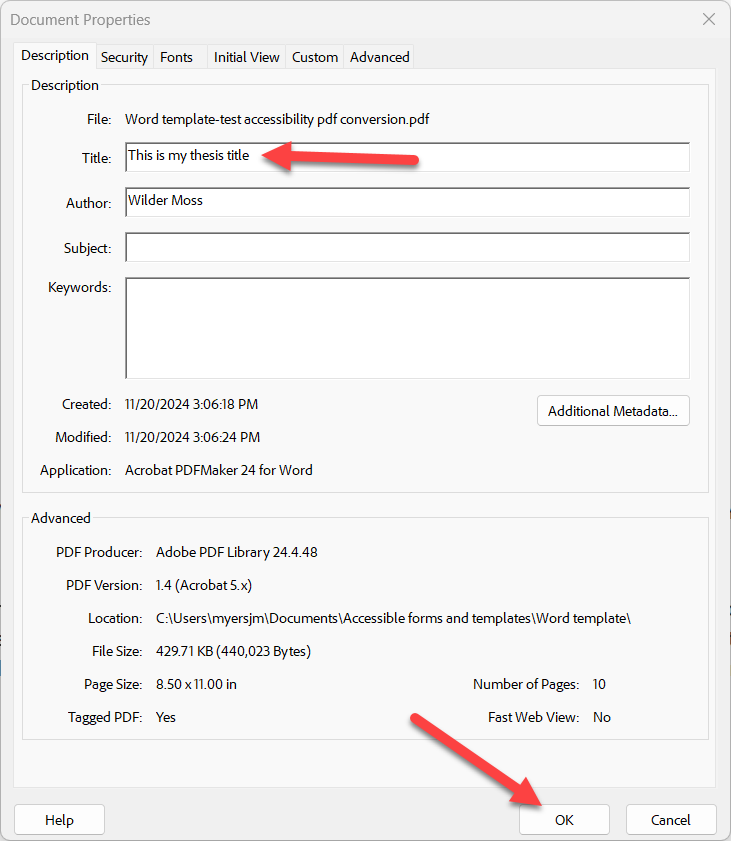 Document Properties
Description Security Fonts Initial View Custom Advanced
Description
File: Word template-test accessibility pdf conversion.pdf
Title: This is my thesis title
Author: Wilder Moss
Subject:
Keywords:
Created: 11/20/2024 3:06:18 PM
Additional Metadata...
Modified: 11/20/2024 3:06:24 PM
Application: Acrobat PDFMaker 24 for Word
Advanced
PDF Producer: Adobe PDF Library 24.4.48
PDF Version: 1.4 (Acrobat 5.x)
Location: C:\Users\myersjm\Documents\Accessible forms and templates\Word template\
File Size: 429.71 KB (440,023 Bytes)
Page Size: 8.50 x 11.00 in Number of Pages: 10
Tagged PDF: Yes Fast Web View: No
Help OK Cancel